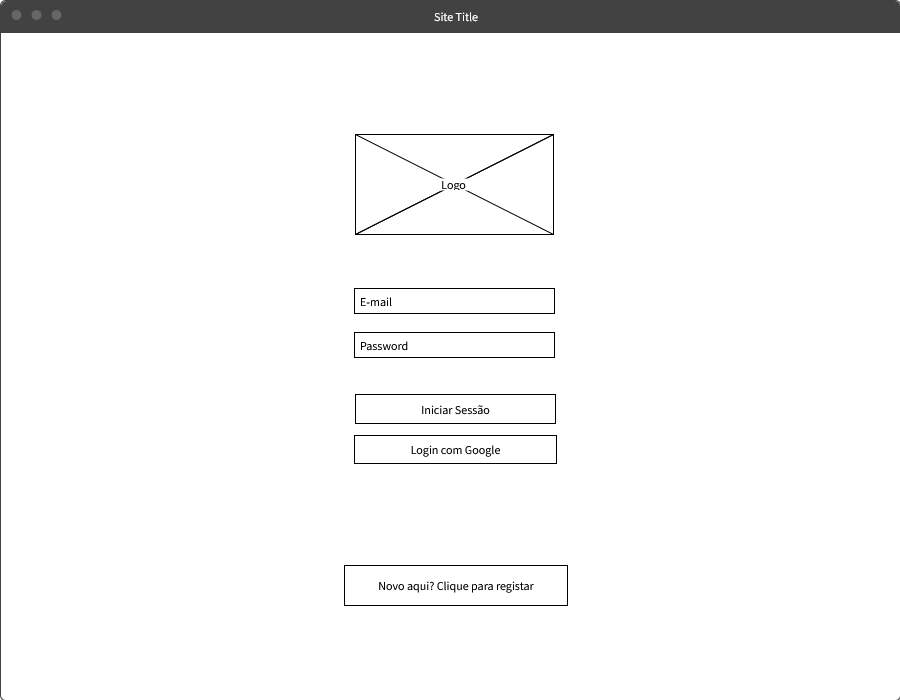 Site Title
Logo
E-mail
Password
Iniciar Sessão
Login com Google
Novo aqui? Clique para registar